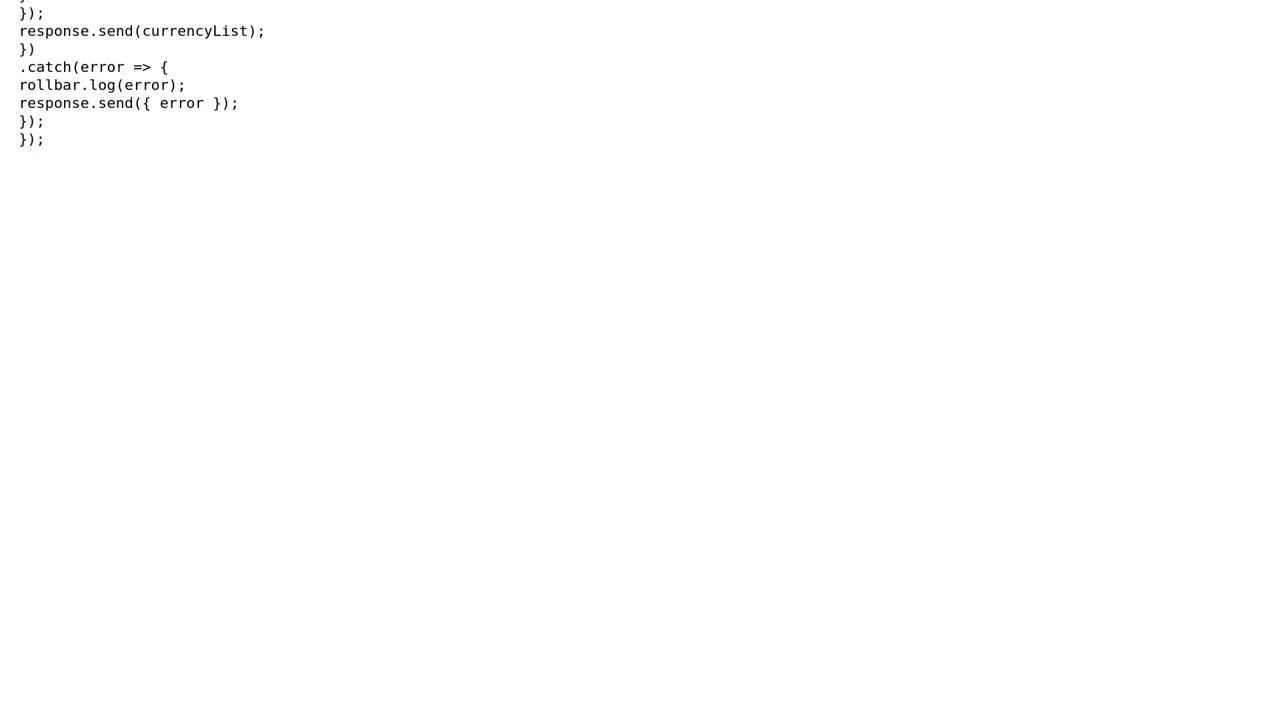 });
response.send(currencyList);
})
.catch(error => {
rollbar.log(error);
response.send({ error });
});
});